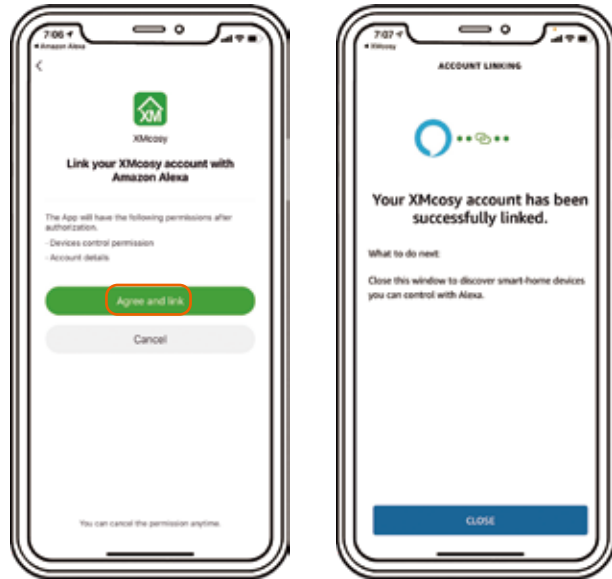 7:06
◄ Amazon Alexa
XM
XMcosy
Link your XMcosy account with
Amazon Alexa
The App will have the following permissions after
authorization.
- Devices control permission
- Account details
Agree and link
Cancel
You can cancel the permission anytime.
7:07
◄ XMcosy
ACCOUNT LINKING
Your XMcosy account has been
successfully linked.
What to do next:
Close this window to discover smart-home devices
you can control with Alexa.
CLOSE